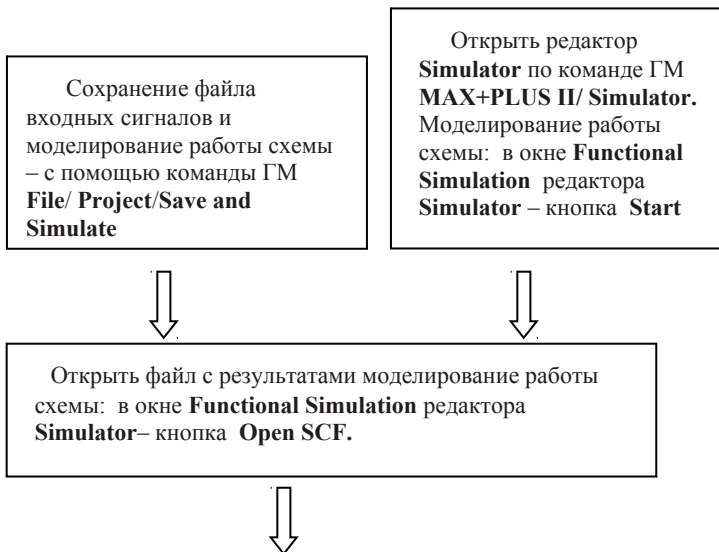 Сохранение файла
входных сигналов и
моделирование работы схемы
– с помощью команды ГМ
File/ Project/Save and
Simulate
Открыть редактор
Simulator по команде ГМ
MAX+PLUS II/ Simulator.
Моделирование работы
схемы: в окне Functional
Simulation редактора
Simulator – кнопка Start
Открыть файл с результатами моделирование работы
схемы: в окне Functional Simulation редактора
Simulator– кнопка Open SCF.